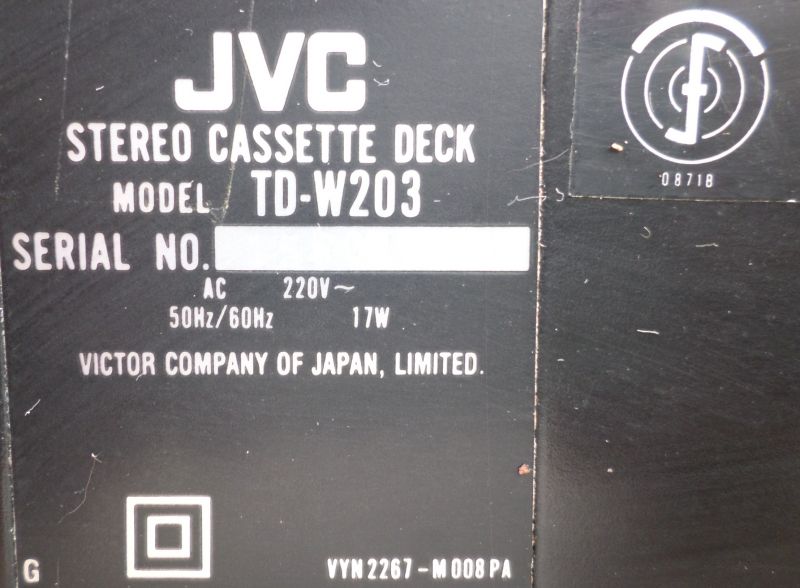 JVC
STEREO CASSETTE DECK
MODEL TD-W203
SERIAL NO.
AC 220V~
50Hz/60Hz 17W
VICTOR COMPANY OF JAPAN, LIMITED.
G VYN2267-M008PA
0871B